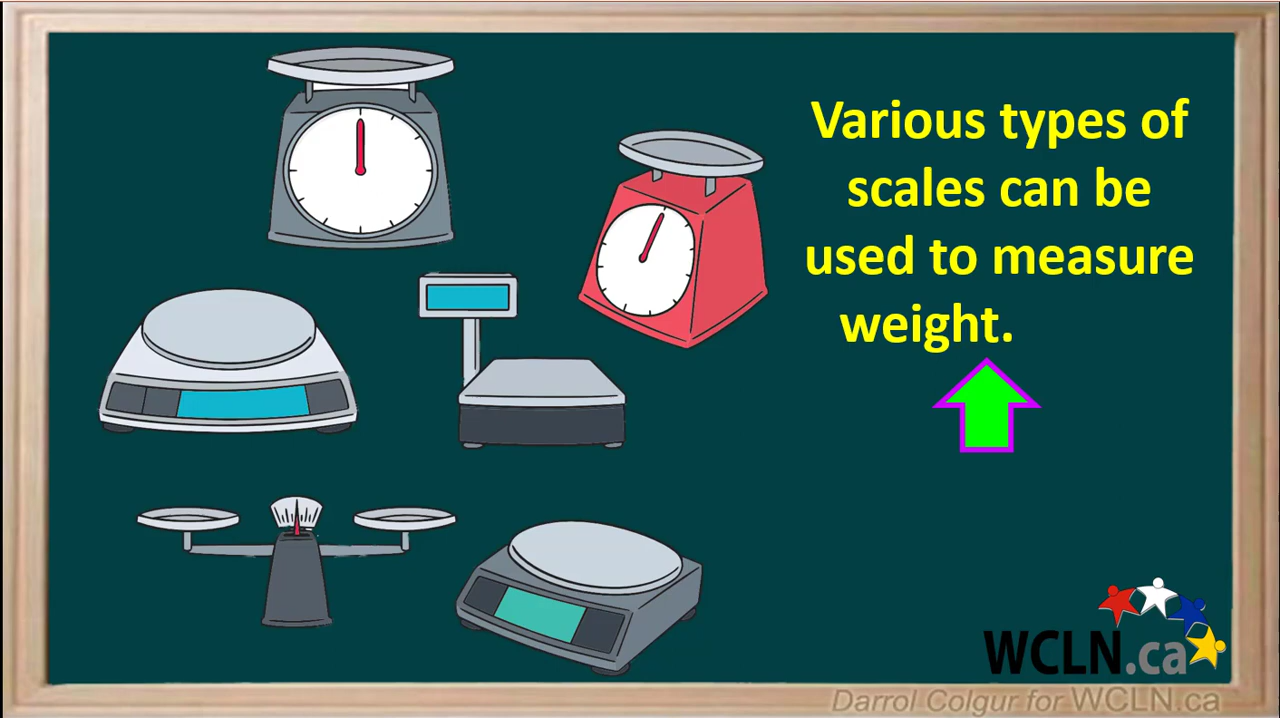 Various types of
scales can be
used to measure
weight.
WCLN.ca
Darrol Colgur for WCLN.ca